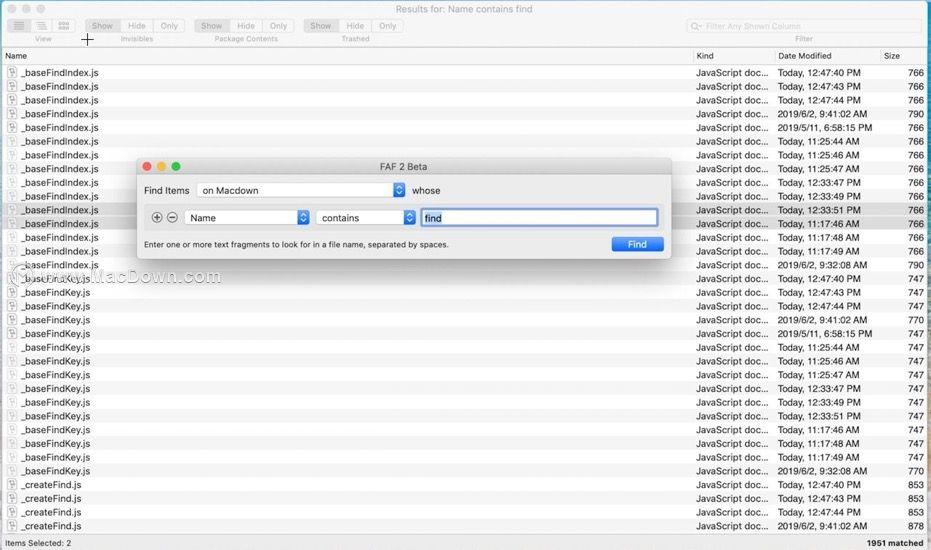 Results for: Name contains find
Show Hide Only Show Hide Only Show Hide Only Filter Any Shown Column
View Invisibles Package Contents Trashed Filter
Name Kind Date Modified Size
_baseFindIndex.js JavaScript doc... Today, 12:47:40 PM 766
_baseFindIndex.js JavaScript doc... Today, 12:47:43 PM 766
_baseFindIndex.js JavaScript doc... Today, 12:47:44 PM 766
_baseFindIndex.js JavaScript doc... 2019/6/2, 9:41:02 AM 790
_baseFindIndex.js JavaScript doc... 2019/5/11, 6:58:15 PM 766
_baseFindIndex.js JavaScript doc... Today, 11:25:44 AM 766
_baseFindIndex.js JavaScript doc... Today, 11:25:46 AM 766
_baseFindIndex.js JavaScript doc... Today, 11:25:47 AM 766
_baseFindIndex.js JavaScript doc... Today, 12:33:47 PM 766
_baseFindIndex.js JavaScript doc... Today, 12:33:49 PM 766
_baseFindIndex.js JavaScript doc... Today, 12:33:51 PM 766
_baseFindIndex.js JavaScript doc... Today, 11:17:46 AM 766
_baseFindIndex.js JavaScript doc... Today, 11:17:48 AM 766
_baseFindIndex.js JavaScript doc... Today, 11:17:49 AM 766
_baseFindIndex.js JavaScript doc... 2019/6/2, 9:32:08 AM 790
FAF 2 Beta
Find Items on Macdown whose
Name contains find
Enter one or more text fragments to look for in a file name, separated by spaces. Find
www.MacDown.com
_baseFindKey.js JavaScript doc... Today, 12:47:40 PM 747
_baseFindKey.js JavaScript doc... Today, 12:47:43 PM 747
_baseFindKey.js JavaScript doc... Today, 12:47:44 PM 747
_baseFindKey.js JavaScript doc... 2019/6/2, 9:41:02 AM 770
_baseFindKey.js JavaScript doc... 2019/5/11, 6:58:15 PM 747
_baseFindKey.js JavaScript doc... Today, 11:25:44 AM 747
_baseFindKey.js JavaScript doc... Today, 11:25:46 AM 747
_baseFindKey.js JavaScript doc... Today, 11:25:47 AM 747
_baseFindKey.js JavaScript doc... Today, 12:33:47 PM 747
_baseFindKey.js JavaScript doc... Today, 12:33:49 PM 747
_baseFindKey.js JavaScript doc... Today, 12:33:51 PM 747
_baseFindKey.js JavaScript doc... Today, 11:17:46 AM 747
_baseFindKey.js JavaScript doc... Today, 11:17:48 AM 747
_baseFindKey.js JavaScript doc... Today, 11:17:49 AM 747
_baseFindKey.js JavaScript doc... 2019/6/2, 9:32:08 AM 770
_createFind.js JavaScript doc... Today, 12:47:40 PM 853
_createFind.js JavaScript doc... Today, 12:47:43 PM 853
_createFind.js JavaScript doc... Today, 12:47:44 PM 853
_createFind.js JavaScript doc... 2019/6/2, 9:41:02 AM 878
Items Selected: 2 1951 matched